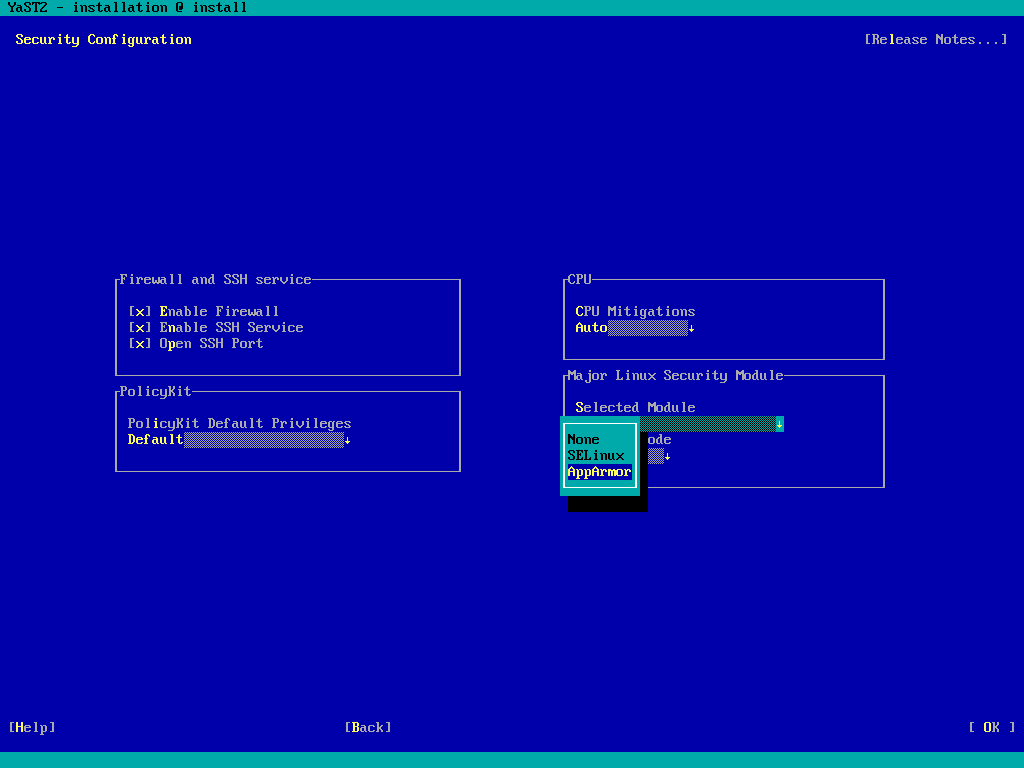 YaST2 - installation @ install
Security Configuration [Release Notes...]
Firewall and SSH service
[x] Enable Firewall
[x] Enable SSH Service
[x] Open SSH Port
PolicyKit
PolicyKit Default Privileges
Default↓
CPU
CPU Mitigations
Auto↓
Major Linux Security Module
Selected Module
↓
None
SELinux
AppArmor
ode
↓
[Help] [Back] [ OK ]